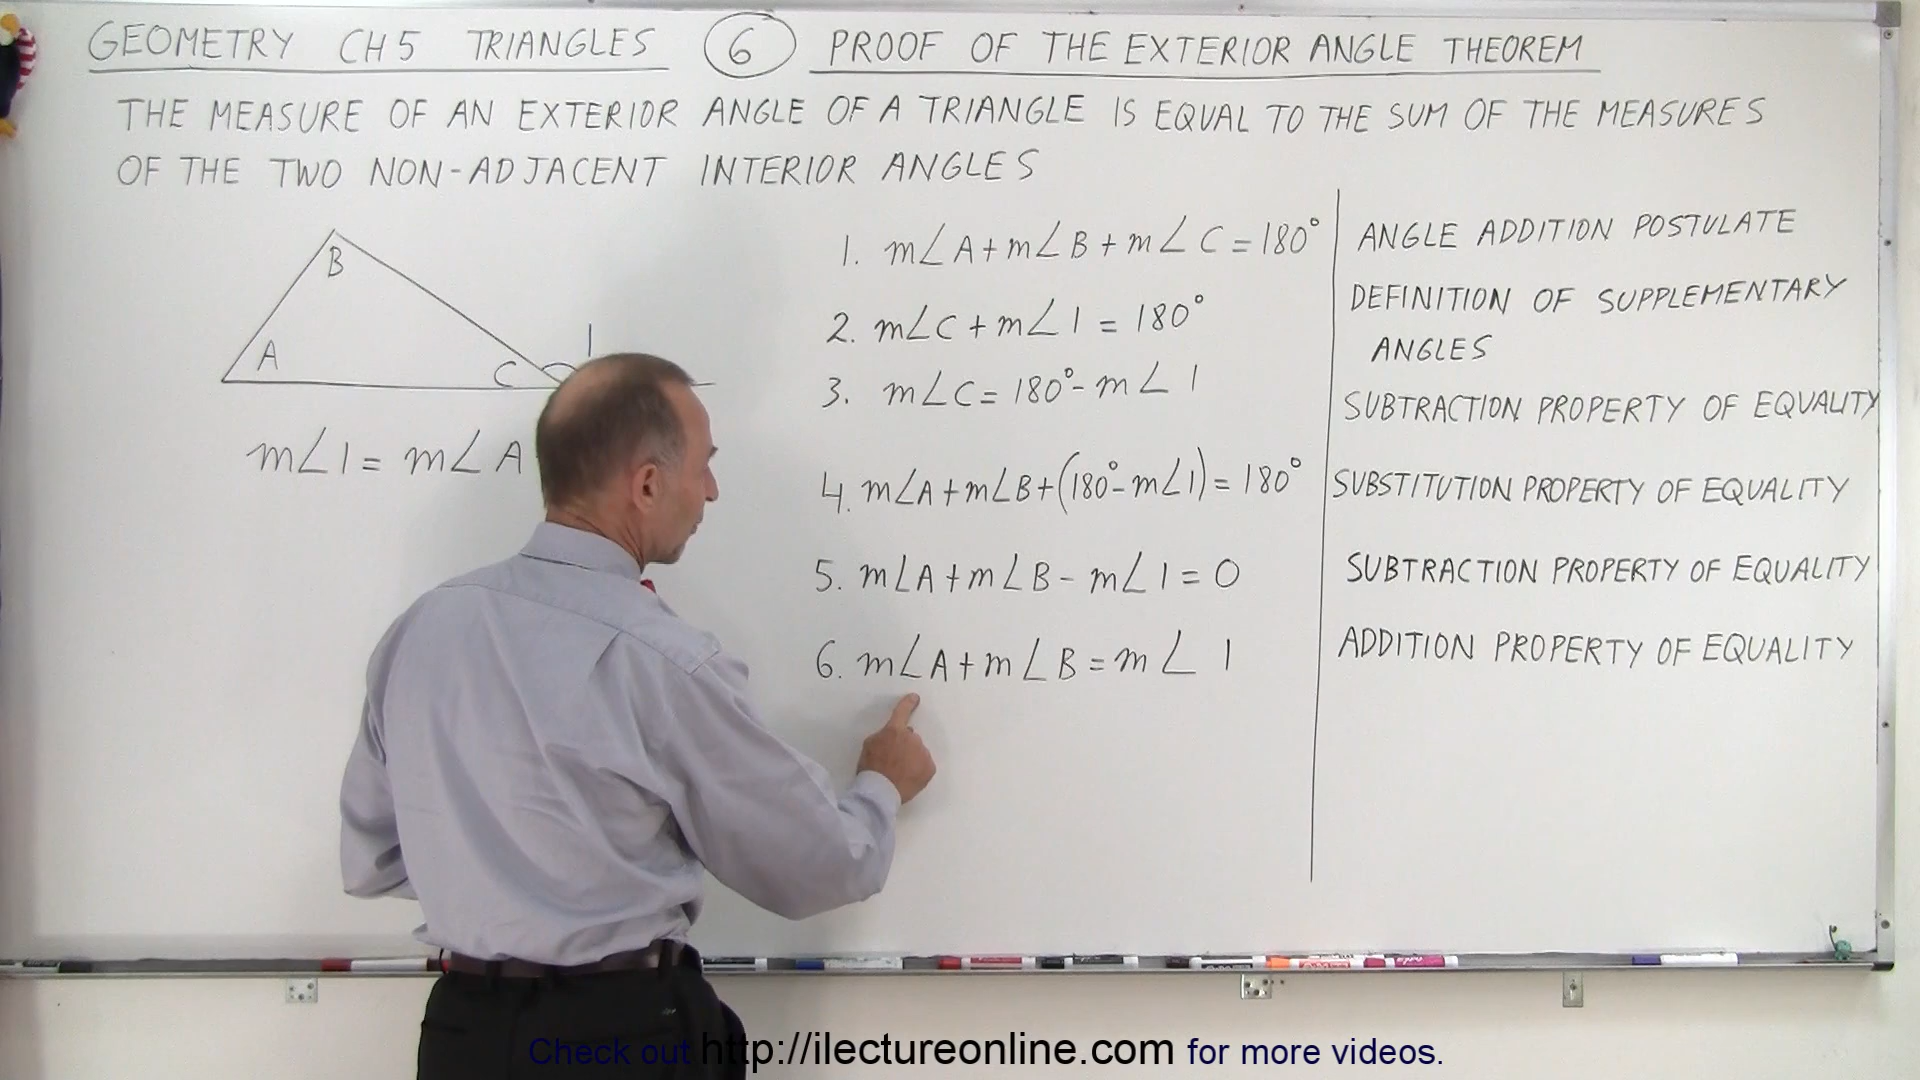 GEOMETRY CH 5 TRIANGLES 6 PROOF OF THE EXTERIOR ANGLE THEOREM
THE MEASURE OF AN EXTERIOR ANGLE OF A TRIANGLE IS EQUAL TO THE SUM OF THE MEASURES
OF THE TWO NON-ADJACENT INTERIOR ANGLES
B
A
C
1
m∠1 = m∠A
1. m∠A + m∠B + m∠C = 180° ANGLE ADDITION POSTULATE
2. m∠C + m∠1 = 180° DEFINITION OF SUPPLEMENTARY
ANGLES
3. m∠C = 180° - m∠1 SUBTRACTION PROPERTY OF EQUALITY
4. m∠A + m∠B + (180° - m∠1) = 180° SUBSTITUTION PROPERTY OF EQUALITY
5. m∠A + m∠B - m∠1 = 0 SUBTRACTION PROPERTY OF EQUALITY
6. m∠A + m∠B = m∠1 ADDITION PROPERTY OF EQUALITY
Check out http://ilectureonline.com for more videos.